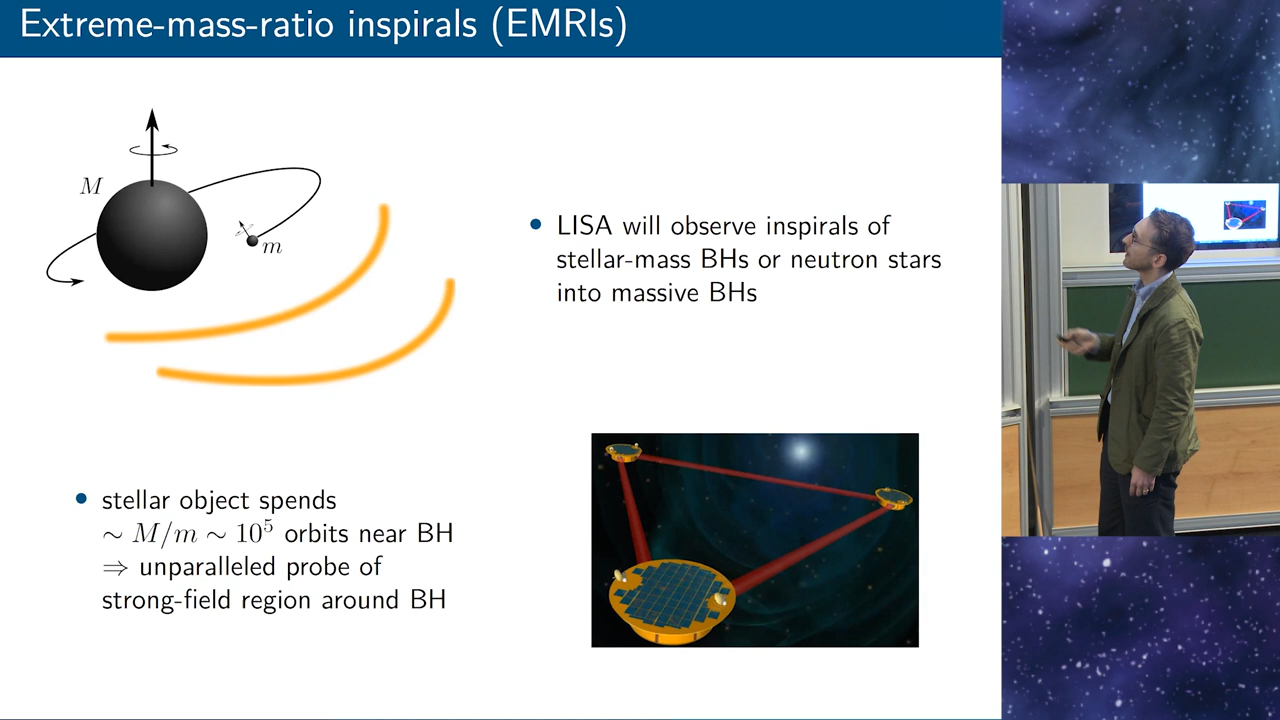 Extreme-mass-ratio inspirals (EMRIs)
M
m
• LISA will observe inspirals of
stellar-mass BHs or neutron stars
into massive BHs
• stellar object spends
∼ M/m ∼ 10⁵ orbits near BH
⇒ unparalleled probe of
strong-field region around BH